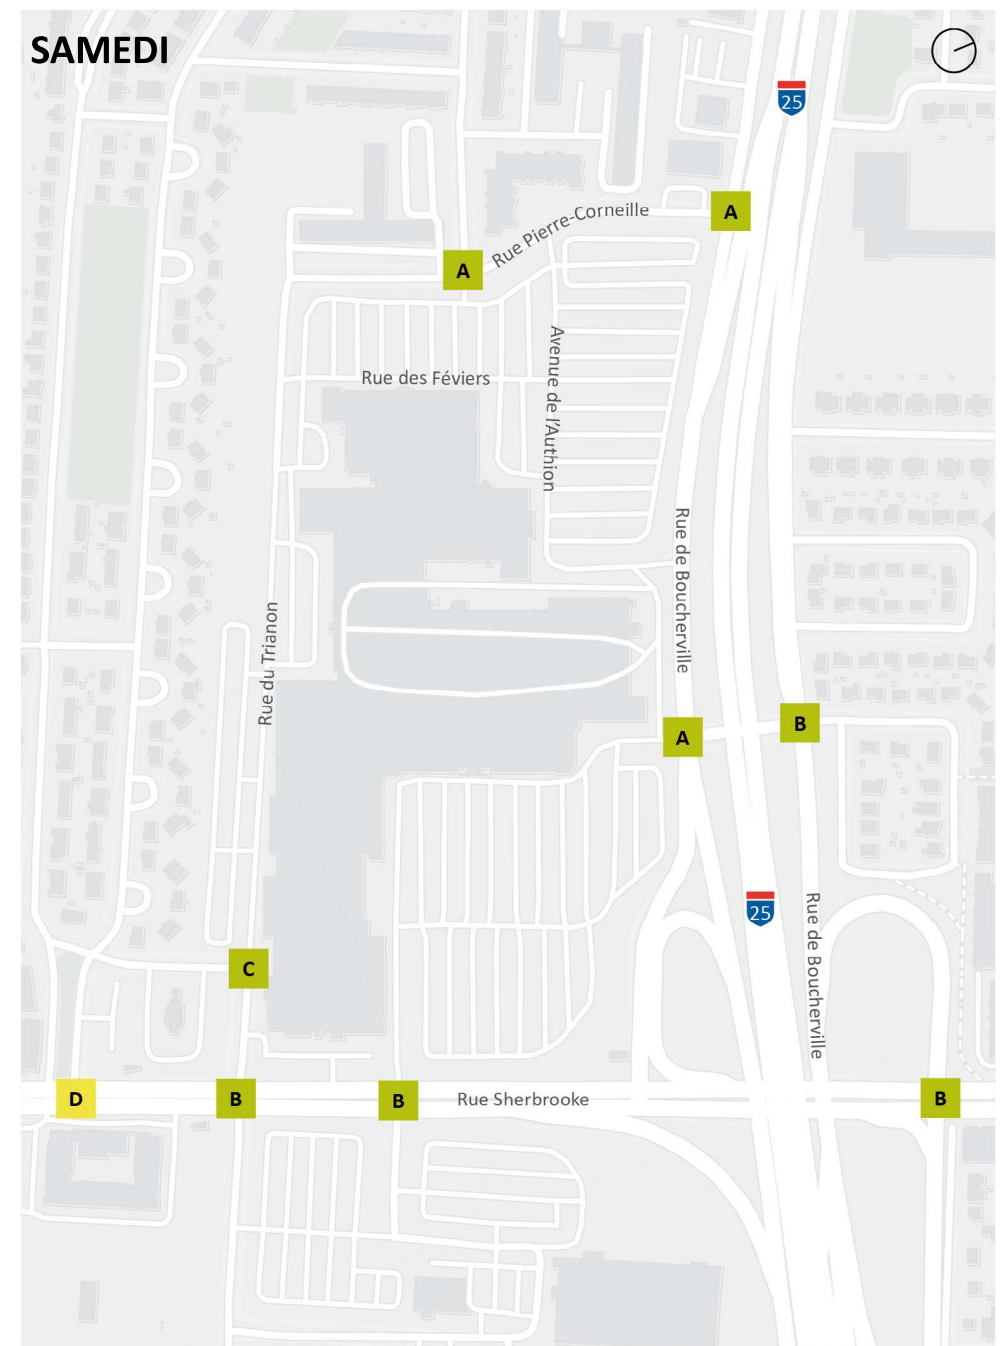 SAMEDI
25
A
Rue Pierre-Corneille
A
Avenue de l'Authion
Rue des Féviers
Rue de Boucherville
Rue du Trianon
B
A
25
Rue de Boucherville
C
D
B
B
Rue Sherbrooke
B